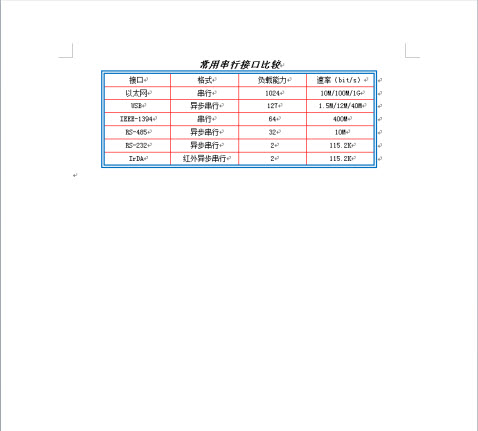 常用串行接口比较
接口 格式 负载能力 速率（bit/s）
以太网 串行 1024 10M/100M/1G
USB 异步串行 127 1.5M/12M/40M
IEEE-1394 串行 64 400M
RS-485 异步串行 32 10M
RS-232 异步串行 2 115.2K
IrDA 红外异步串行 2 115.2K